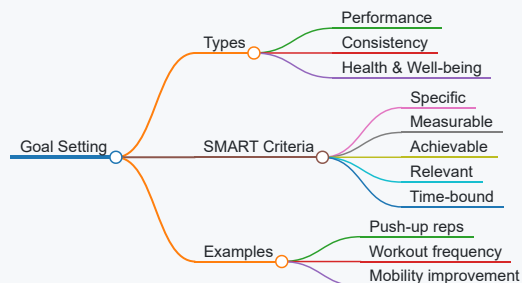 Performance
Types
Consistency
Health & Well-being
Specific
Measurable
Goal Setting
SMART Criteria
Achievable
Relevant
Time-bound
Push-up reps
Examples
Workout frequency
Mobility improvement